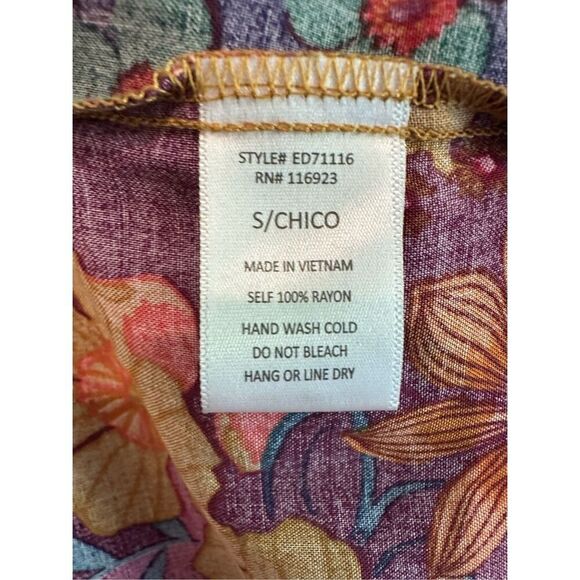 STYLE# ED71116
RN# 116923
S/CHICO
MADE IN VIETNAM
SELF 100% RAYON
HAND WASH COLD
DO NOT BLEACH
HANG OR LINE DRY